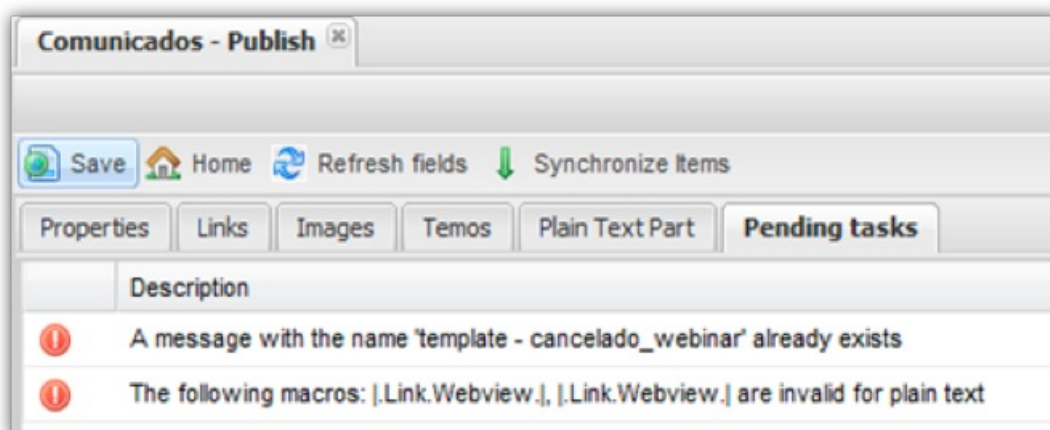 Comunicados - Publish
Save Home Refresh fields Synchronize Items
Properties Links Images Temos Plain Text Part Pending tasks
Description
A message with the name 'template - cancelado_webinar' already exists
The following macros: |.Link.Webview.|, |.Link.Webview.| are invalid for plain text